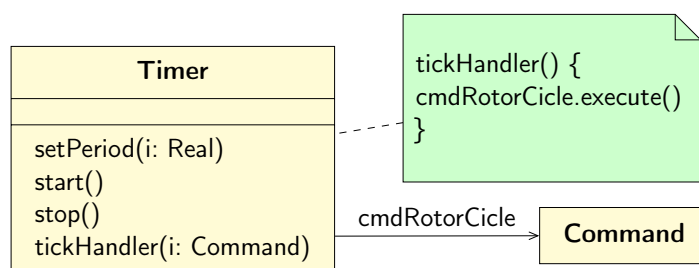 Timer
setPeriod(i: Real)
start()
stop()
tickHandler(i: Command)
tickHandler() {
cmdRotorCicle.execute()
}
cmdRotorCicle
Command